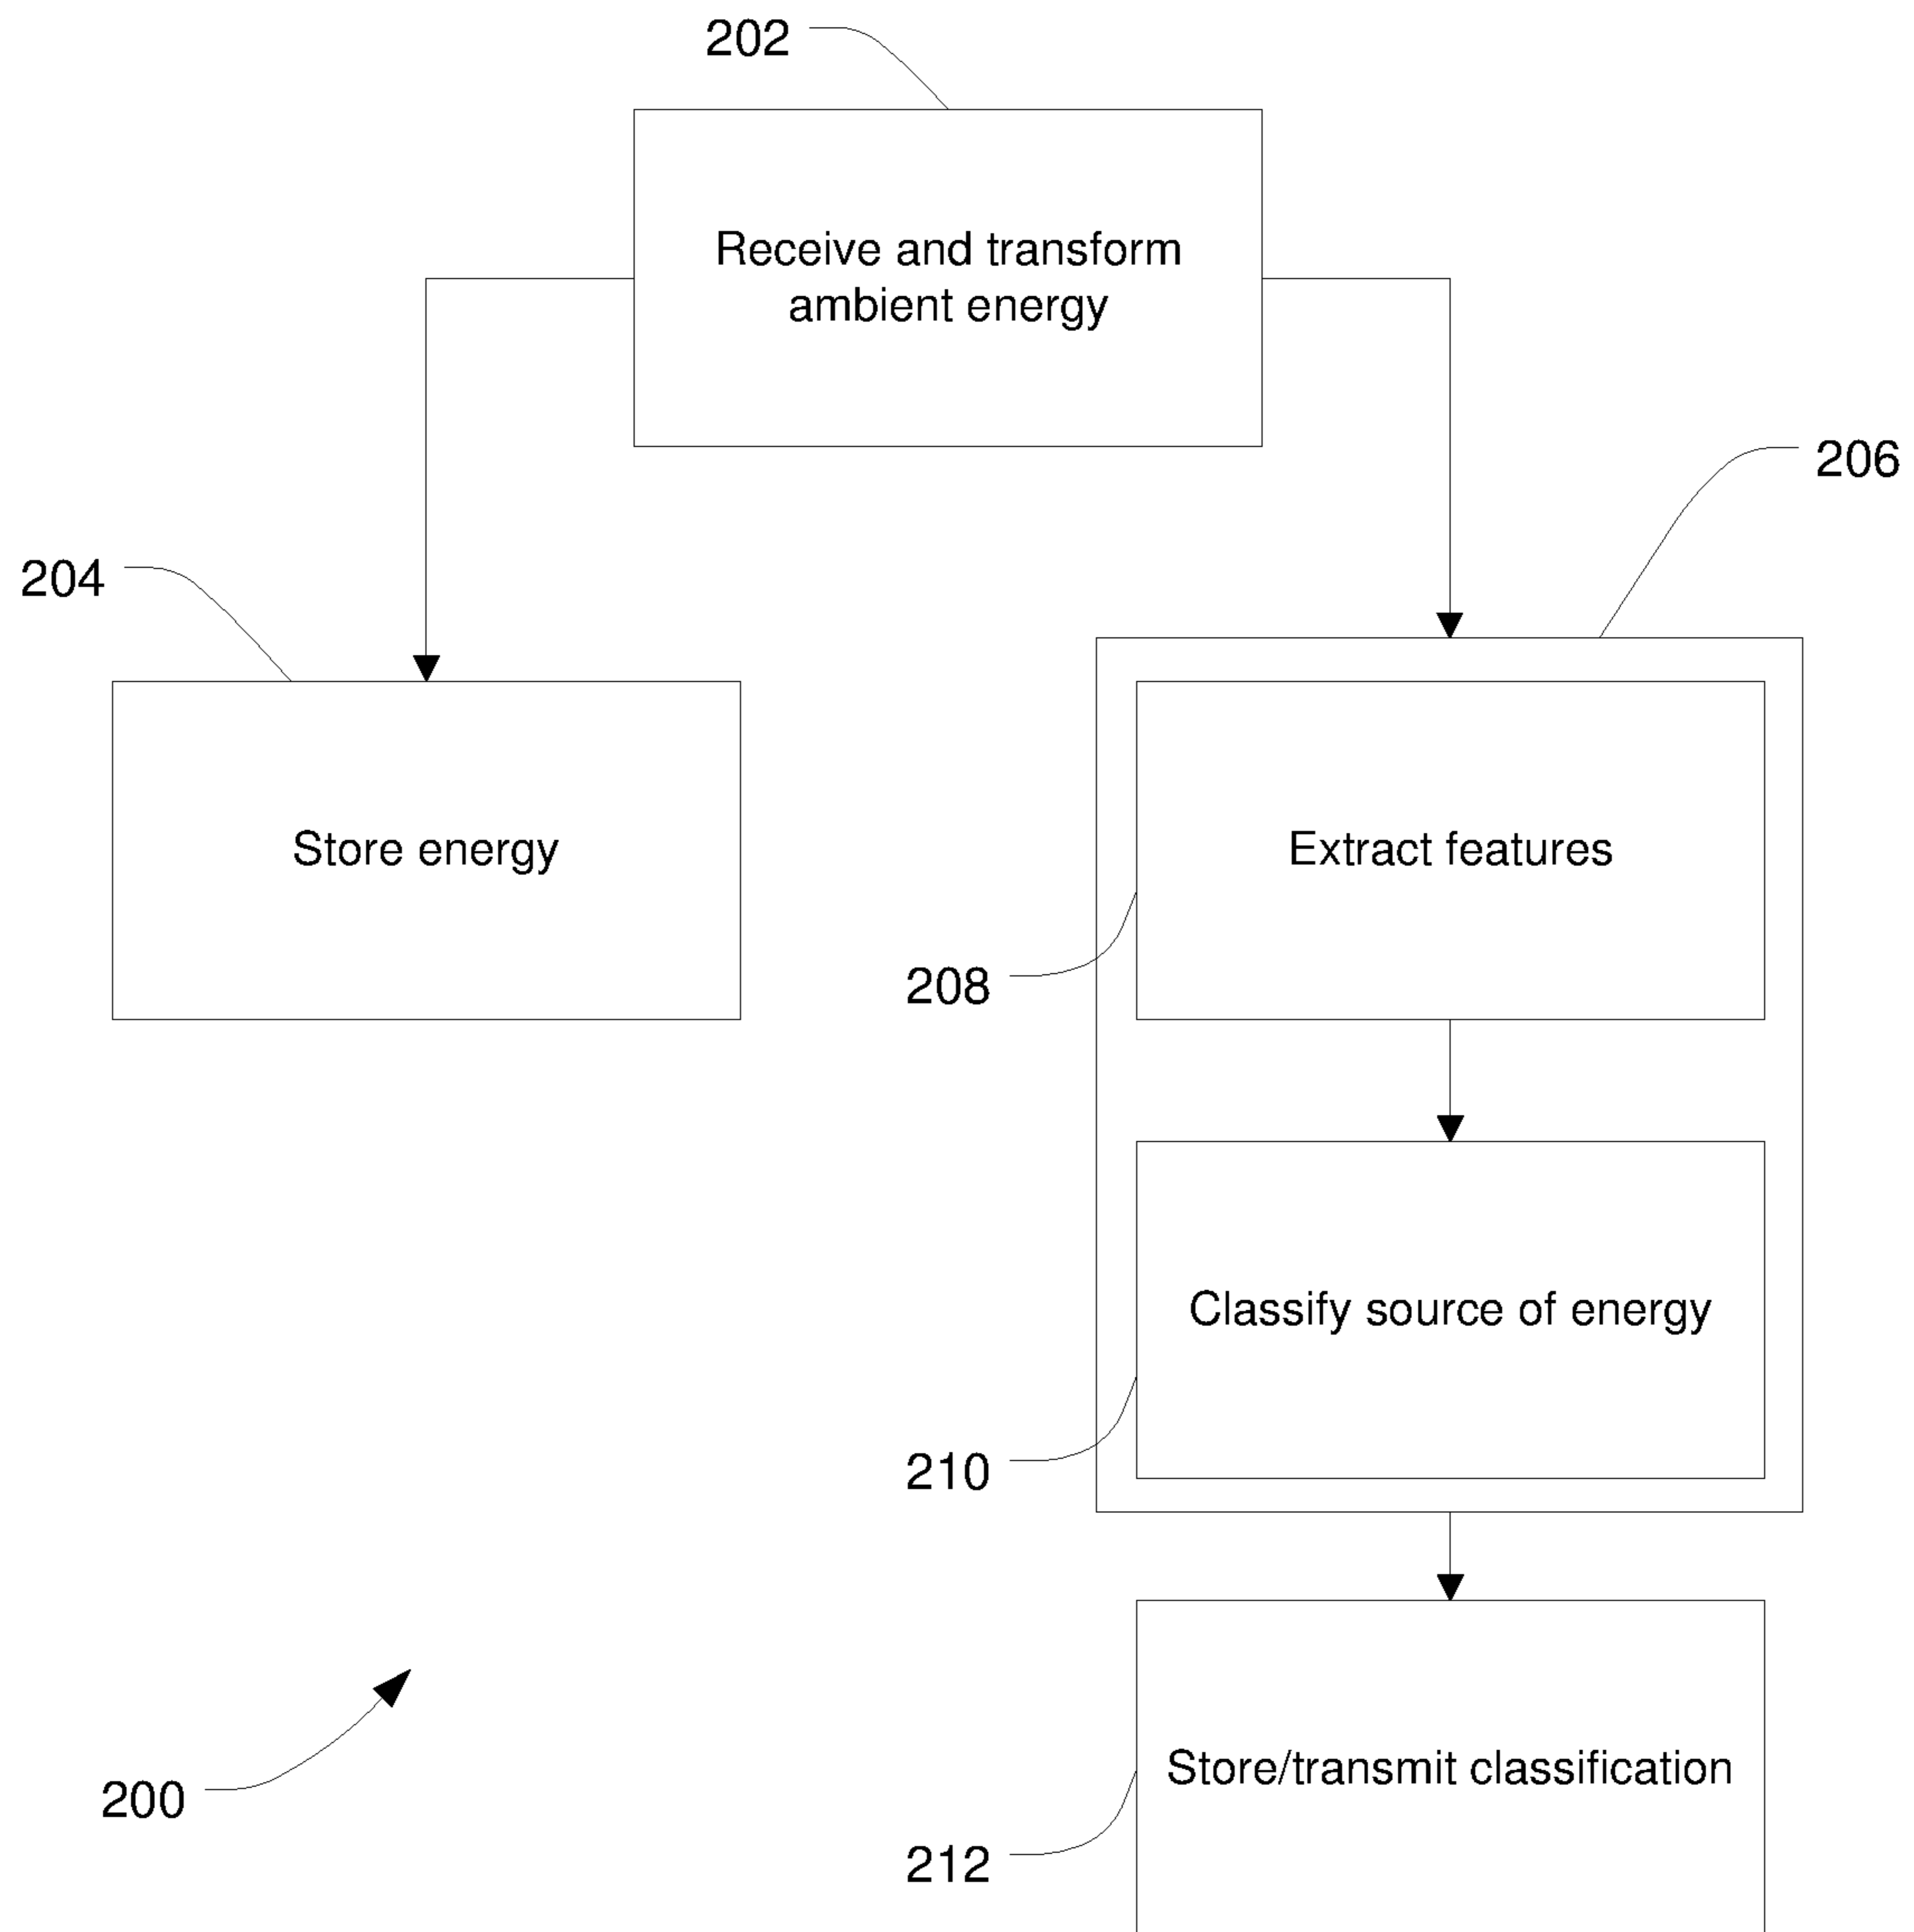 202
Receive and transform
ambient energy
206
204
Store energy
Extract features
208
Classify source of energy
210
Store/transmit classification
200
212